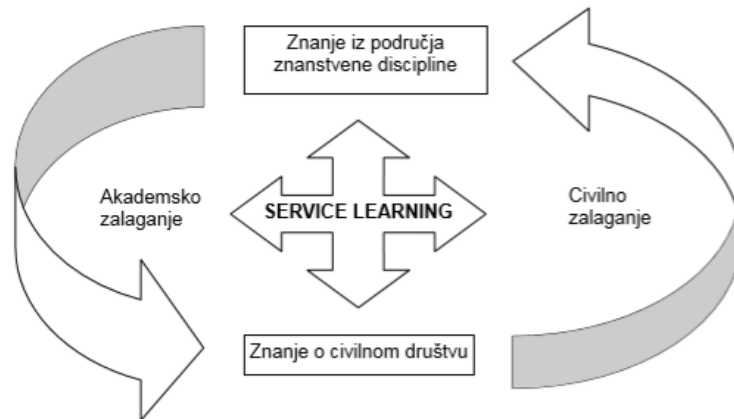 Znanje iz područja
znanstvene discipline
Akademsko
zalaganje
SERVICE LEARNING
Civilno
zalaganje
Znanje o civilnom društvu